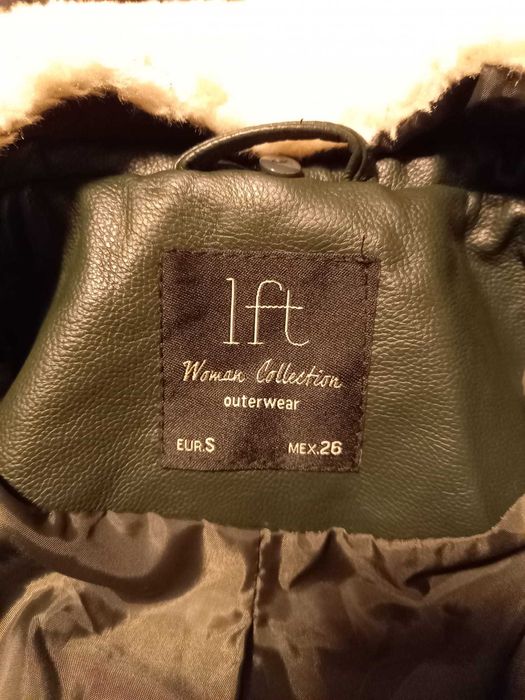 lft
Woman Collection
outerwear
EUR.S MEX.26